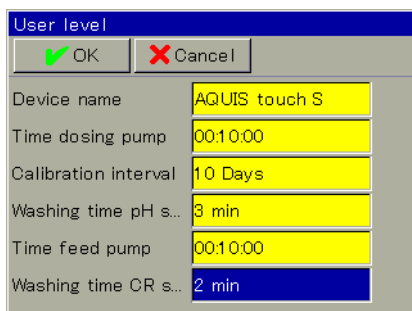 User level
OK Cancel
Device name AQUIS touch S
Time dosing pump 00:10:00
Calibration interval 10 Days
Washing time pH s... 3 min
Time feed pump 00:10:00
Washing time CR s... 2 min